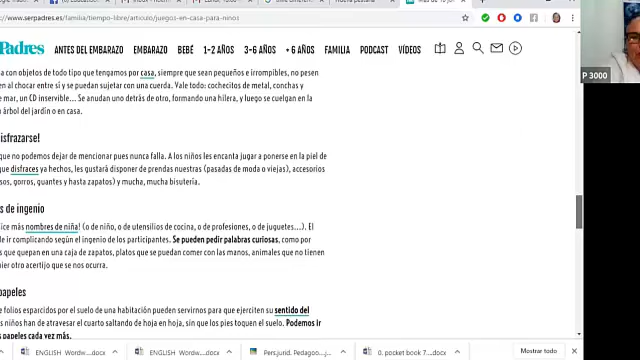 www.serpadres.es/familia/tiempo-libre/articulo/juegos-en-casa-para-ninos
Padres ANTES DEL EMBARAZO EMBARAZO BEBÉ 1-2 AÑOS 3-6 AÑOS + 6 AÑOS FAMILIA PODCAST VÍDEOS
P 3000
a con objetos de todo tipo que tengamos por casa, siempre que sean pequeños e irrompibles, no pesen
en al chocar entre sí y se puedan sujetar con una cuerda. Vale todo: cochecitos de metal, conchas y
e mar, un CD inservible... Se anudan uno detrás de otro, formando una hilera, y luego se cuelgan en la
árbol del jardín o en casa.
isfrazarse!
que no podemos dejar de mencionar pues nunca falla. A los niños les encanta jugar a ponerse en la piel de
que disfraces ya hechos, les gustará disponer de prendas nuestras (pasadas de moda o viejas), accesorios
sos, gorros, guantes y hasta zapatos) y mucha, mucha bisutería.
s de ingenio
ice más nombres de niña! (o de niño, o de utensilios de cocina, o de profesiones, o de juguetes...). El
e ir complicando según el ingenio de los participantes. Se pueden pedir palabras curiosas, como por
s que quepan en una caja de zapatos, platos que se puedan comer con las manos, animales que no tienen
ier otro acertijo que se nos ocurra.
papeles
e folios esparcidos por el suelo de una habitación pueden servirnos para que ejerciten su sentido del
s niños han de atravesar el cuarto saltando de hoja en hoja, sin que los pies toquen el suelo. Podemos ir
s papeles cada vez más.
ENGLISH Wordw....docx ENGLISH Wordw....docx Pers.jurid. Pedagoo....jpg 0. pocket book 7....docx Mostrar todo